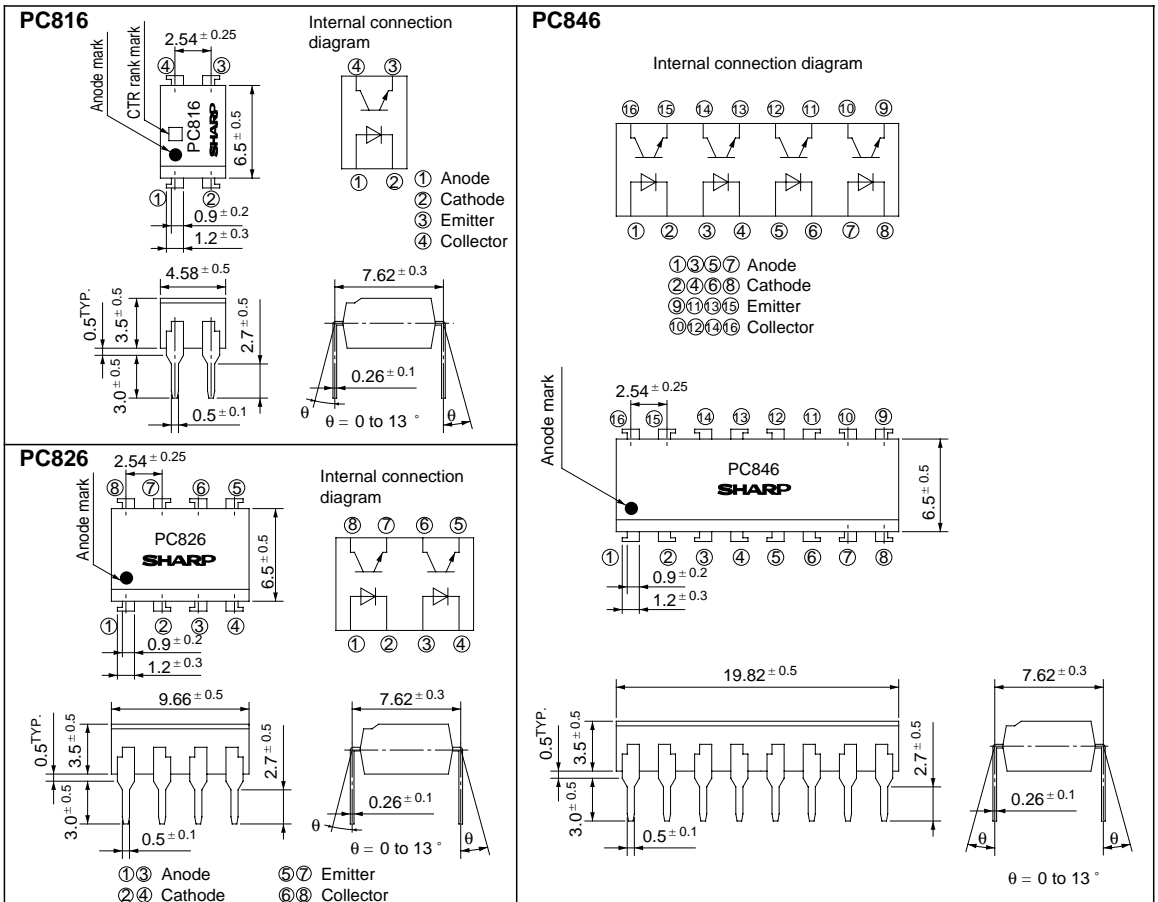 PC816
Internal connection
diagram
2.54 ± 0.25
Anode mark
CTR rank mark
④ ③
④ ③
PC816
SHARP
6.5 ± 0.5
① ②
① ②
0.9 ± 0.2
1.2 ± 0.3
① Anode
② Cathode
③ Emitter
④ Collector
4.58 ± 0.5
7.62 ± 0.3
0.5TYP.
3.5 ± 0.5
2.7 ± 0.5
3.0 ± 0.5
0.5 ± 0.1
0.26 ± 0.1
θ θ
θ = 0 to 13 °
PC826
2.54 ± 0.25
Internal connection
diagram
Anode mark
⑧ ⑦ ⑥ ⑤
⑧ ⑦ ⑥ ⑤
PC826
SHARP
6.5 ± 0.5
① ② ③ ④
① ② ③ ④
0.9 ± 0.2
1.2 ± 0.3
9.66 ± 0.5
7.62 ± 0.3
0.5TYP.
3.5 ± 0.5
2.7 ± 0.5
3.0 ± 0.5
0.5 ± 0.1
0.26 ± 0.1
θ θ
θ = 0 to 13 °
①③ Anode
②④ Cathode
⑤⑦ Emitter
⑥⑧ Collector
PC846
Internal connection diagram
⑯ ⑮ ⑭ ⑬ ⑫ ⑪ ⑩ ⑨
① ② ③ ④ ⑤ ⑥ ⑦ ⑧
①③⑤⑦ Anode
②④⑥⑧ Cathode
⑨⑪⑬⑮ Emitter
⑩⑫⑭⑯ Collector
Anode mark
2.54 ± 0.25
⑯ ⑮ ⑭ ⑬ ⑫ ⑪ ⑩ ⑨
PC846
SHARP
6.5 ± 0.5
① ② ③ ④ ⑤ ⑥ ⑦ ⑧
0.9 ± 0.2
1.2 ± 0.3
19.82 ± 0.5
7.62 ± 0.3
0.5TYP.
3.5 ± 0.5
2.7 ± 0.5
3.0 ± 0.5
0.5 ± 0.1
0.26 ± 0.1
θ θ
θ = 0 to 13 °